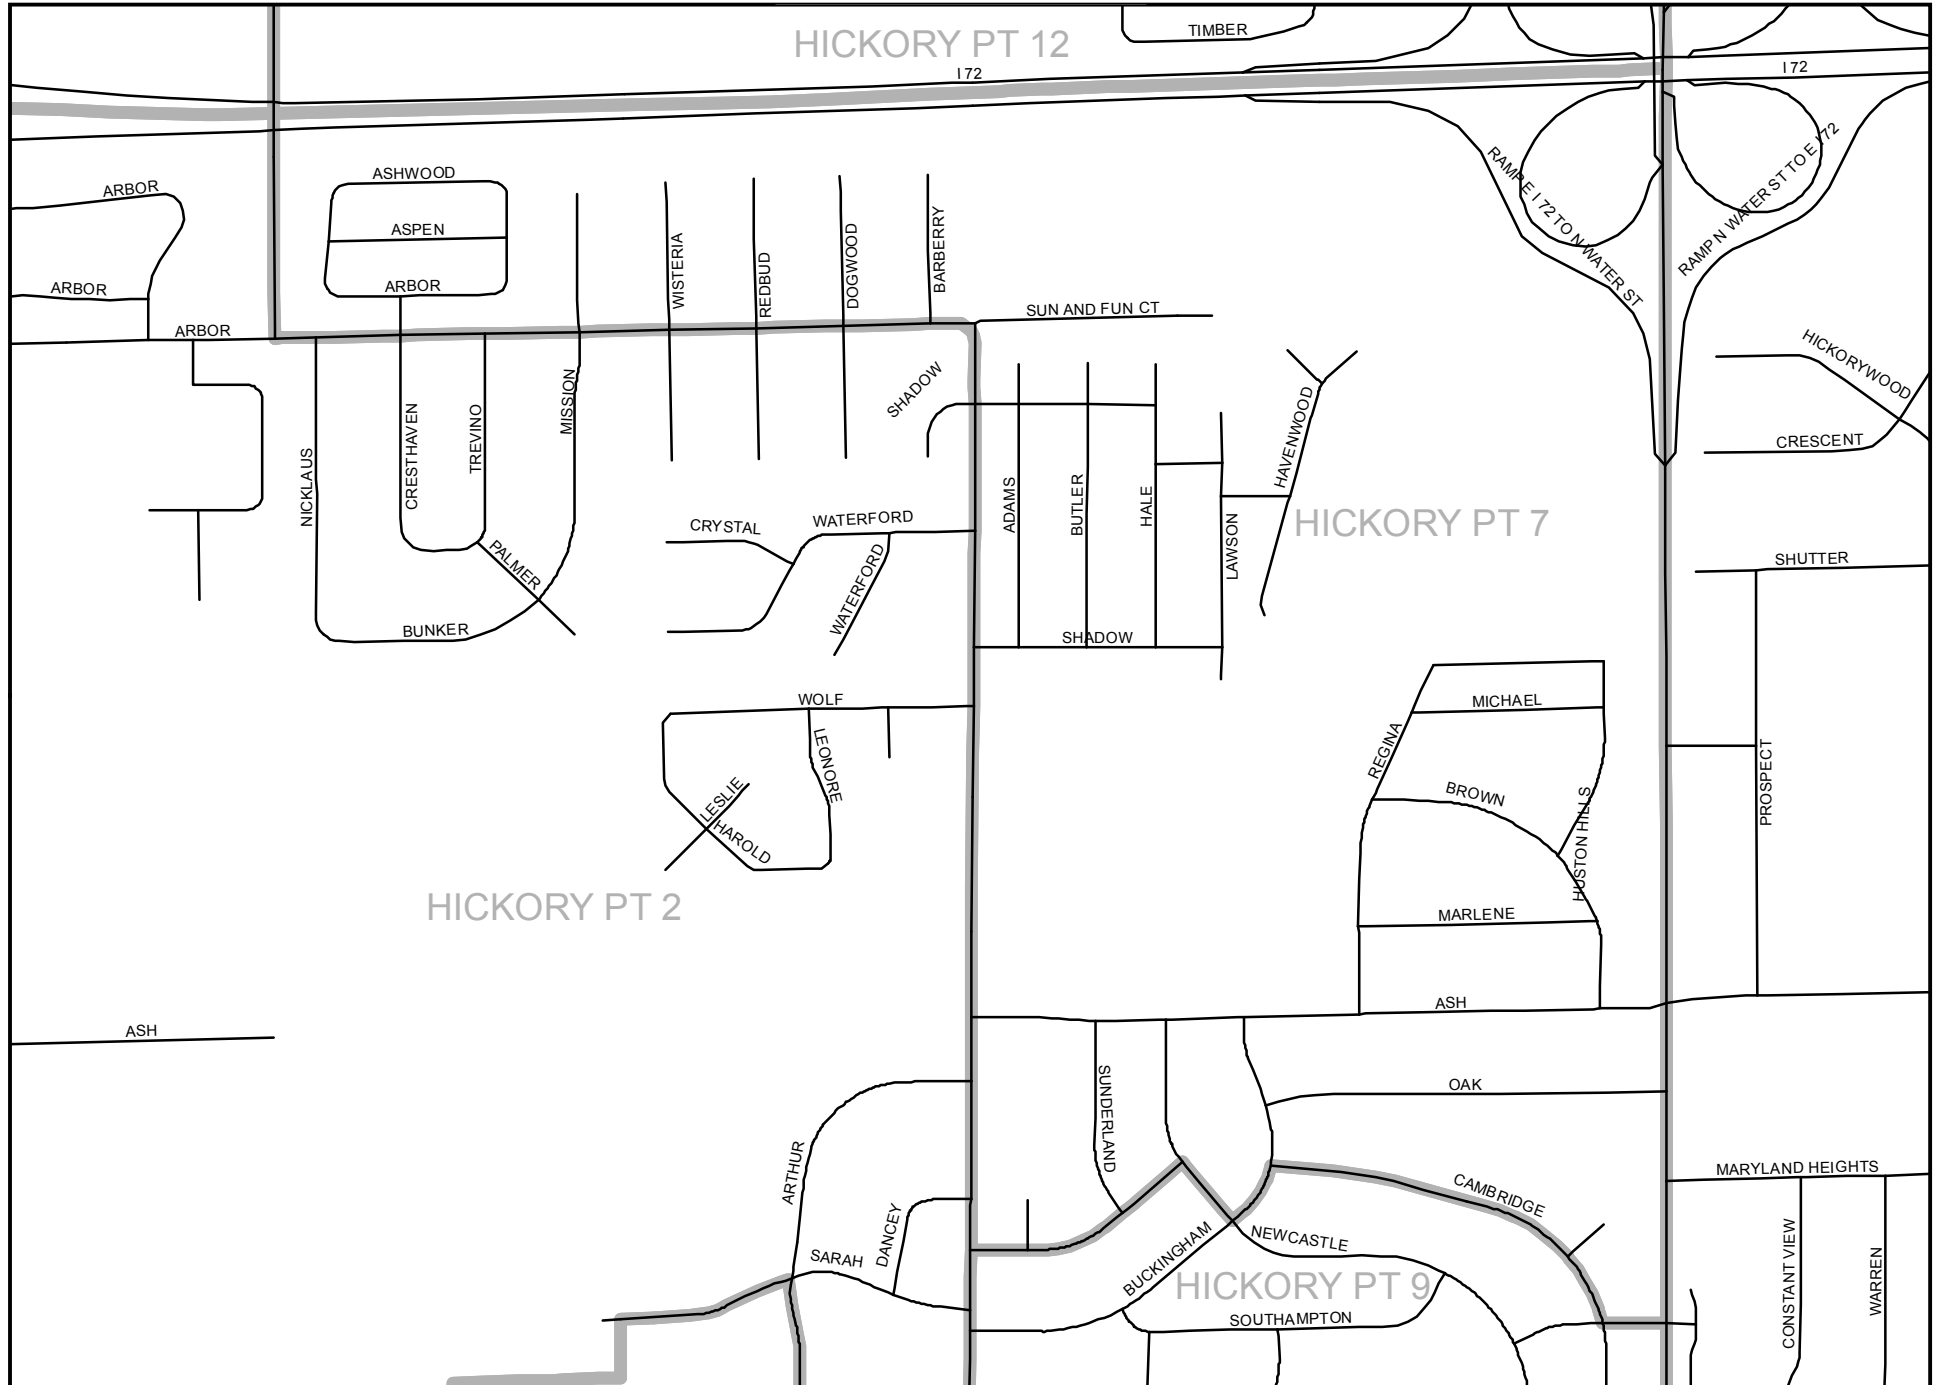 TIMBER
HICKORY PT 12
I 72
I 72
ASHWOOD
ARBOR
ASPEN
ARBOR
ARBOR
ARBOR
WISTERIA
REDBUD
DOGWOOD
BARBERRY
SUN AND FUN CT
RAMP E I 72 TO N WATER ST
RAMP N WATER ST TO E I 72
HICKORYWOOD
CRESCENT
SHADOW
MISSION
TREVINO
CRESTHAVEN
NICKLAUS
HAVENWOOD
ADAMS
BUTLER
HALE
LAWSON
HICKORY PT 7
CRYSTAL
WATERFORD
WATERFORD
PALMER
BUNKER
SHADOW
SHUTTER
WOLF
LEONORE
LESLIE
HAROLD
MICHAEL
REGINA
BROWN
HUSTON HILLS
PROSPECT
HICKORY PT 2
MARLENE
ASH
ASH
SUNDERLAND
OAK
ARTHUR
MARYLAND HEIGHTS
CAMBRIDGE
DANCEY
SARAH
BUCKINGHAM
NEWCASTLE
HICKORY PT 9
SOUTHAMPTON
CONSTANT VIEW
WARREN